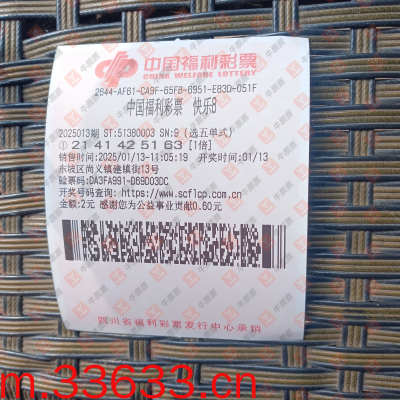 中国福利彩票
CHINA WELFARE LOTTERY
2644-AF61-CA9F-65F8-6951-E83D-051F
中国福利彩票 快乐8
2025013期 ST:51380003 SN:9 (选五单式)
① 21 41 42 51 63 [1倍]
销售时间:2025/01/13-11:05:19 开奖时间:01/13
东坡区尚义镇建镇街13号
验票码:DA3FA991-D69D030C
开奖号码查询:https://www.scflcp.com.cn
金额:2元 感谢您为公益事业贡献0.60元
四川省福利彩票发行中心承销
m.33633.cn